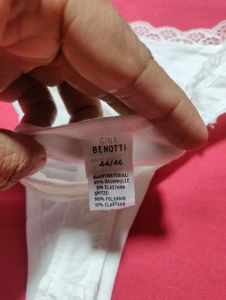 GINA
BENOTTI
44/46
HAUPTMATERIAL:
95% BAUMWOLLE
5% ELASTHAN
SPITZE:
90% POLYAMID
10% ELASTHAN